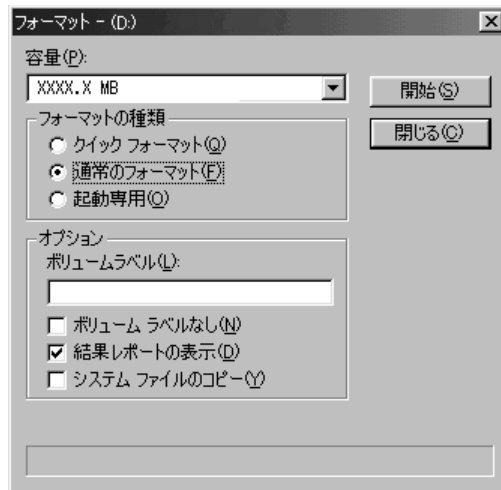 フォーマット - (D:)
容量(P):
XXXX.X MB
開始(S)
閉じる(C)
フォーマットの種類
クイック フォーマット(Q)
通常のフォーマット(F)
起動専用(O)
オプション
ボリュームラベル(L):
ボリューム ラベルなし(N)
結果レポートの表示(D)
システム ファイルのコピー(Y)